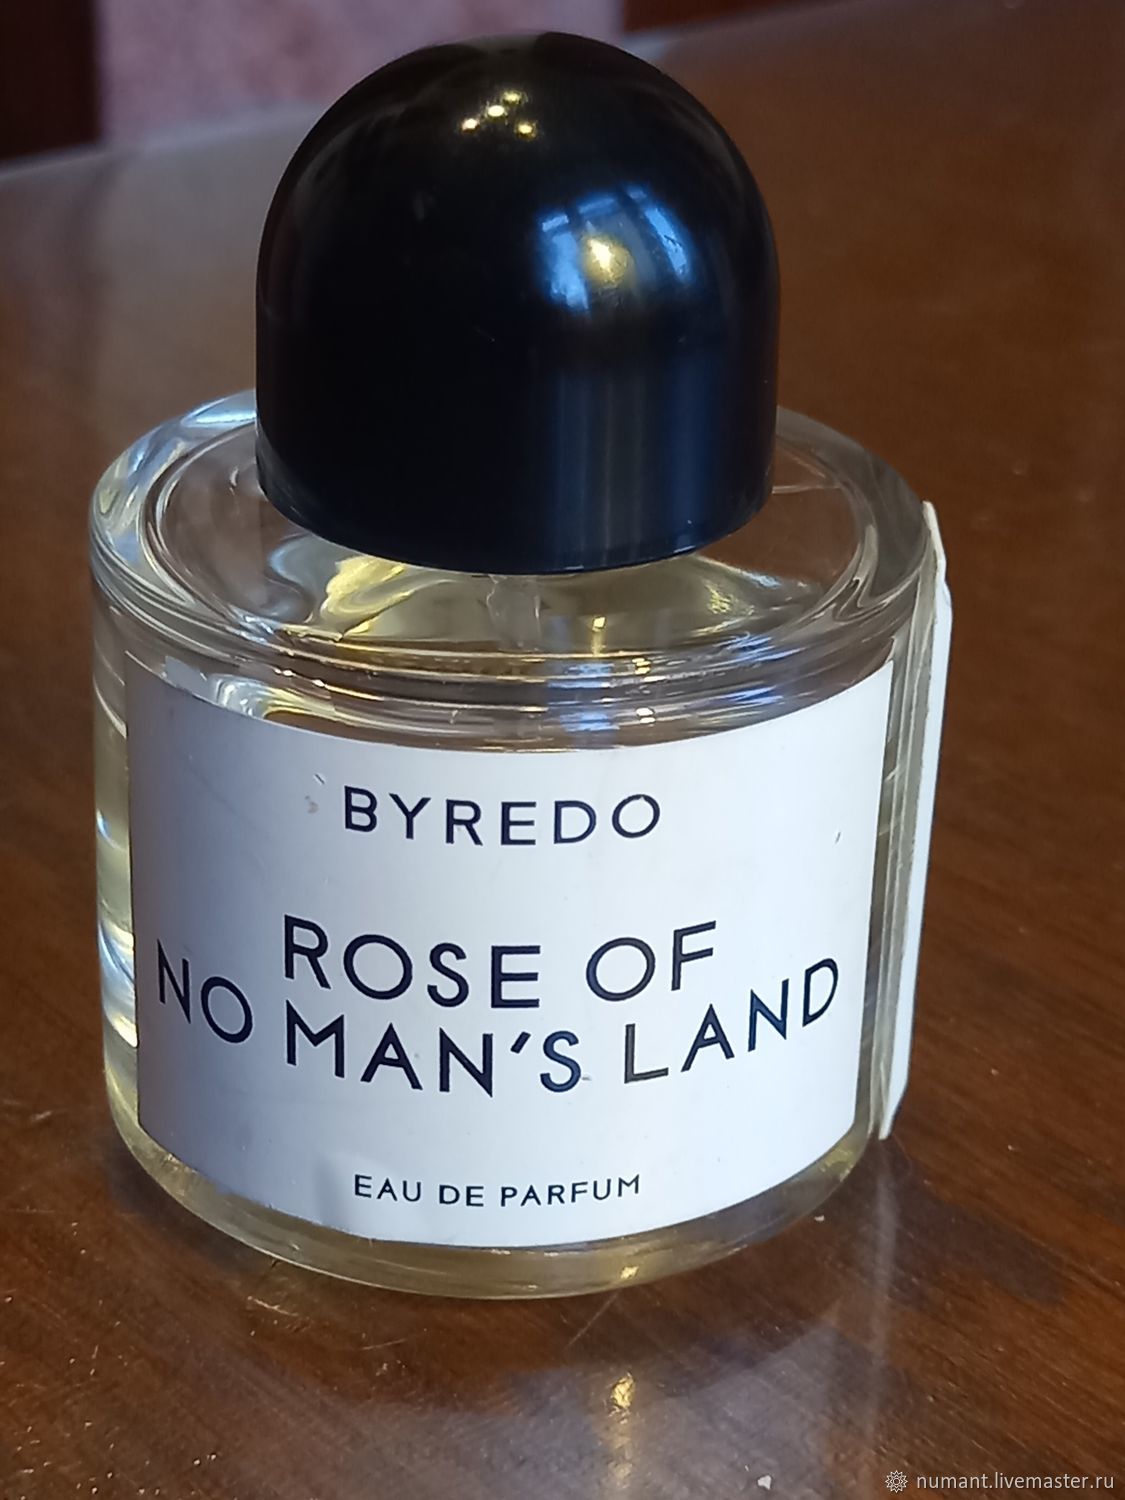 BYREDO
ROSE OF
NO MAN'S LAND
EAU DE PARFUM
numant.livemaster.ru